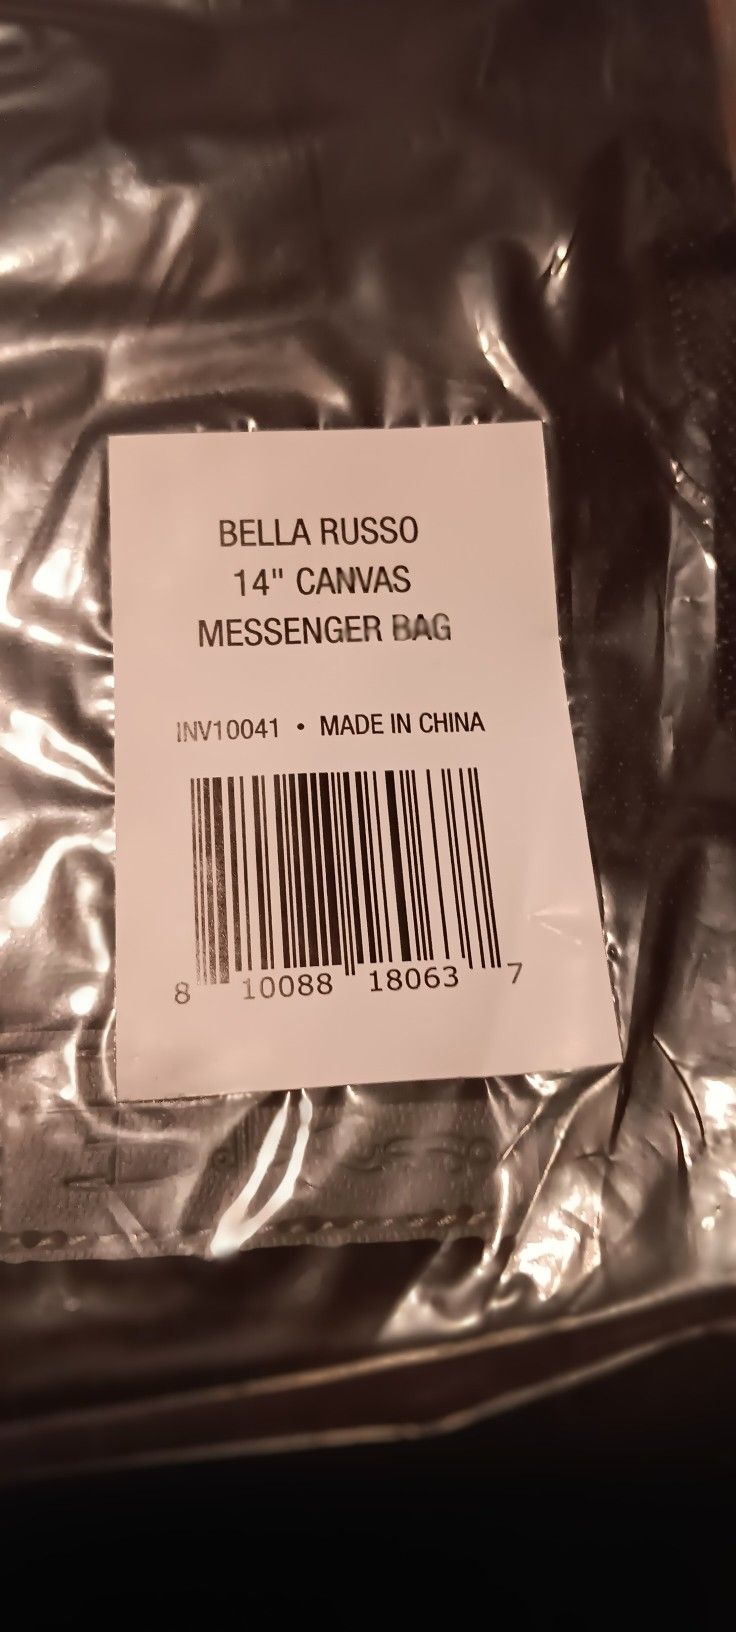 BELLA RUSSO
14" CANVAS
MESSENGER BAG
INV10041 • MADE IN CHINA
8 10088 18063 7